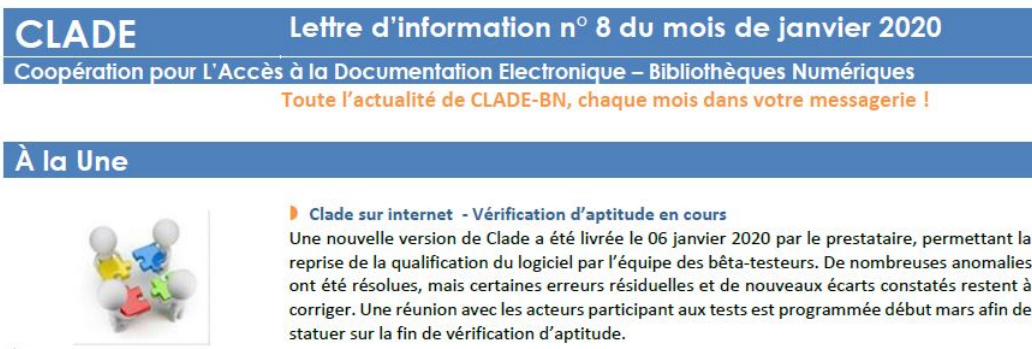 CLADE
Lettre d'information n° 8 du mois de janvier 2020
Coopération pour L'Accès à la Documentation Electronique – Bibliothèques Numériques
Toute l'actualité de CLADE-BN, chaque mois dans votre messagerie !
À la Une
Clade sur internet - Vérification d'aptitude en cours
Une nouvelle version de Clade a été livrée le 06 janvier 2020 par le prestataire, permettant la
reprise de la qualification du logiciel par l'équipe des bêta-testeurs. De nombreuses anomalies
ont été résolues, mais certaines erreurs résiduelles et de nouveaux écarts constatés restent à
corriger. Une réunion avec les acteurs participant aux tests est programmée début mars afin de
statuer sur la fin de vérification d'aptitude.